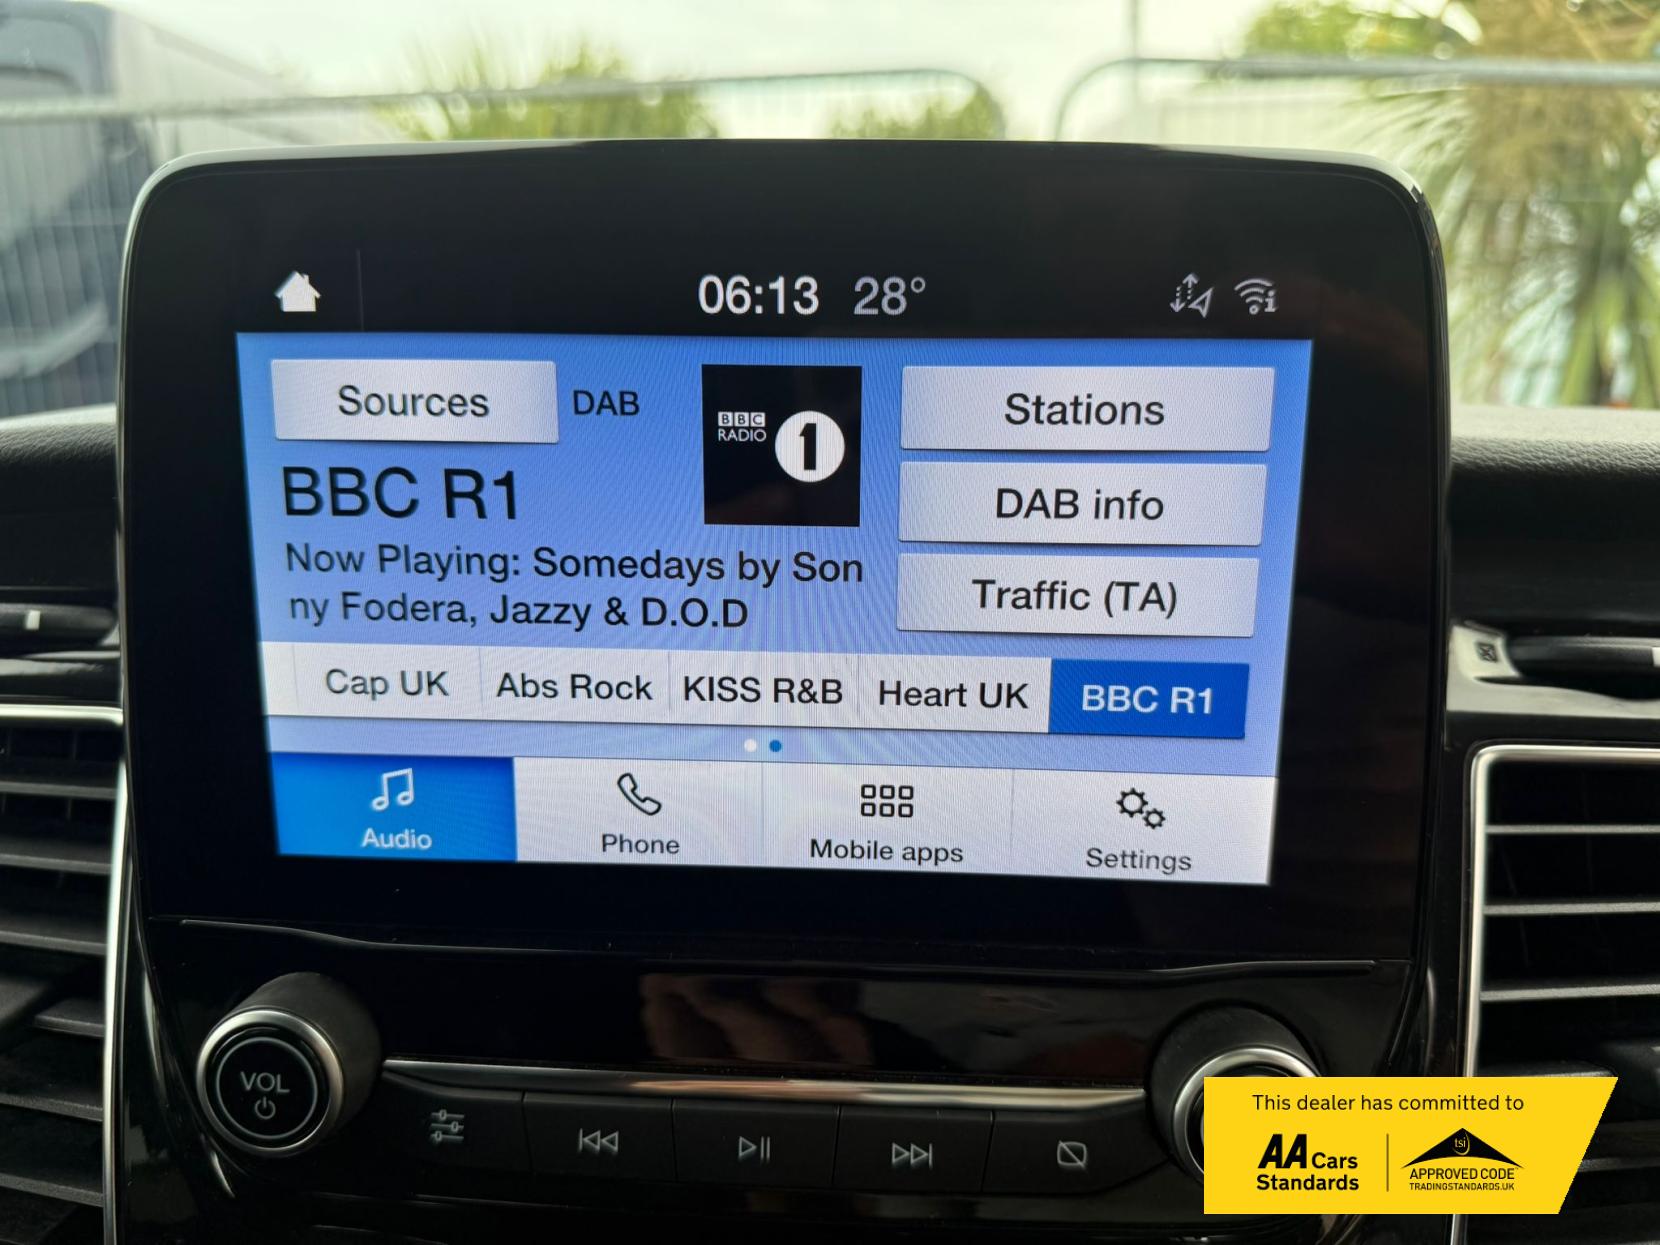 06:13 28°
Sources DAB
BBC RADIO 1
Stations
BBC R1
DAB info
Now Playing: Somedays by Son
ny Fodera, Jazzy & D.O.D
Traffic (TA)
Cap UK Abs Rock KISS R&B Heart UK BBC R1
Audio Phone Mobile apps Settings
VOL
This dealer has committed to
AA Cars
Standards
tsi
APPROVED CODE
TRADINGSTANDARDS.UK